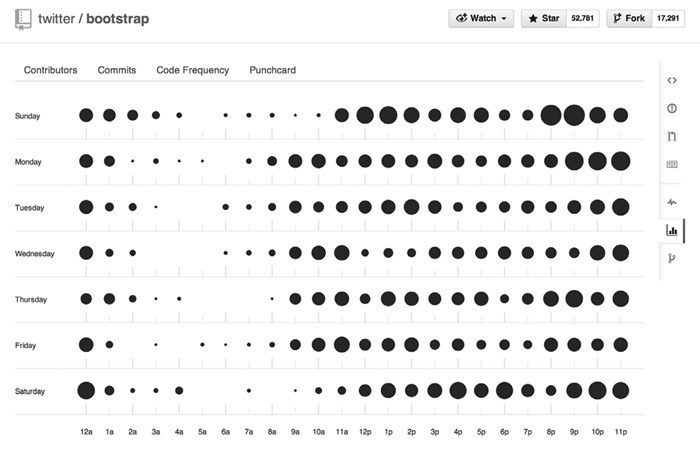 twitter / bootstrap
Watch
Star 52,781
Fork 17,291
Contributors Commits Code Frequency Punchcard
Sunday
Monday
Tuesday
Wednesday
Thursday
Friday
Saturday
12a 1a 2a 3a 4a 5a 6a 7a 8a 9a 10a 11a 12p 1p 2p 3p 4p 5p 6p 7p 8p 9p 10p 11p